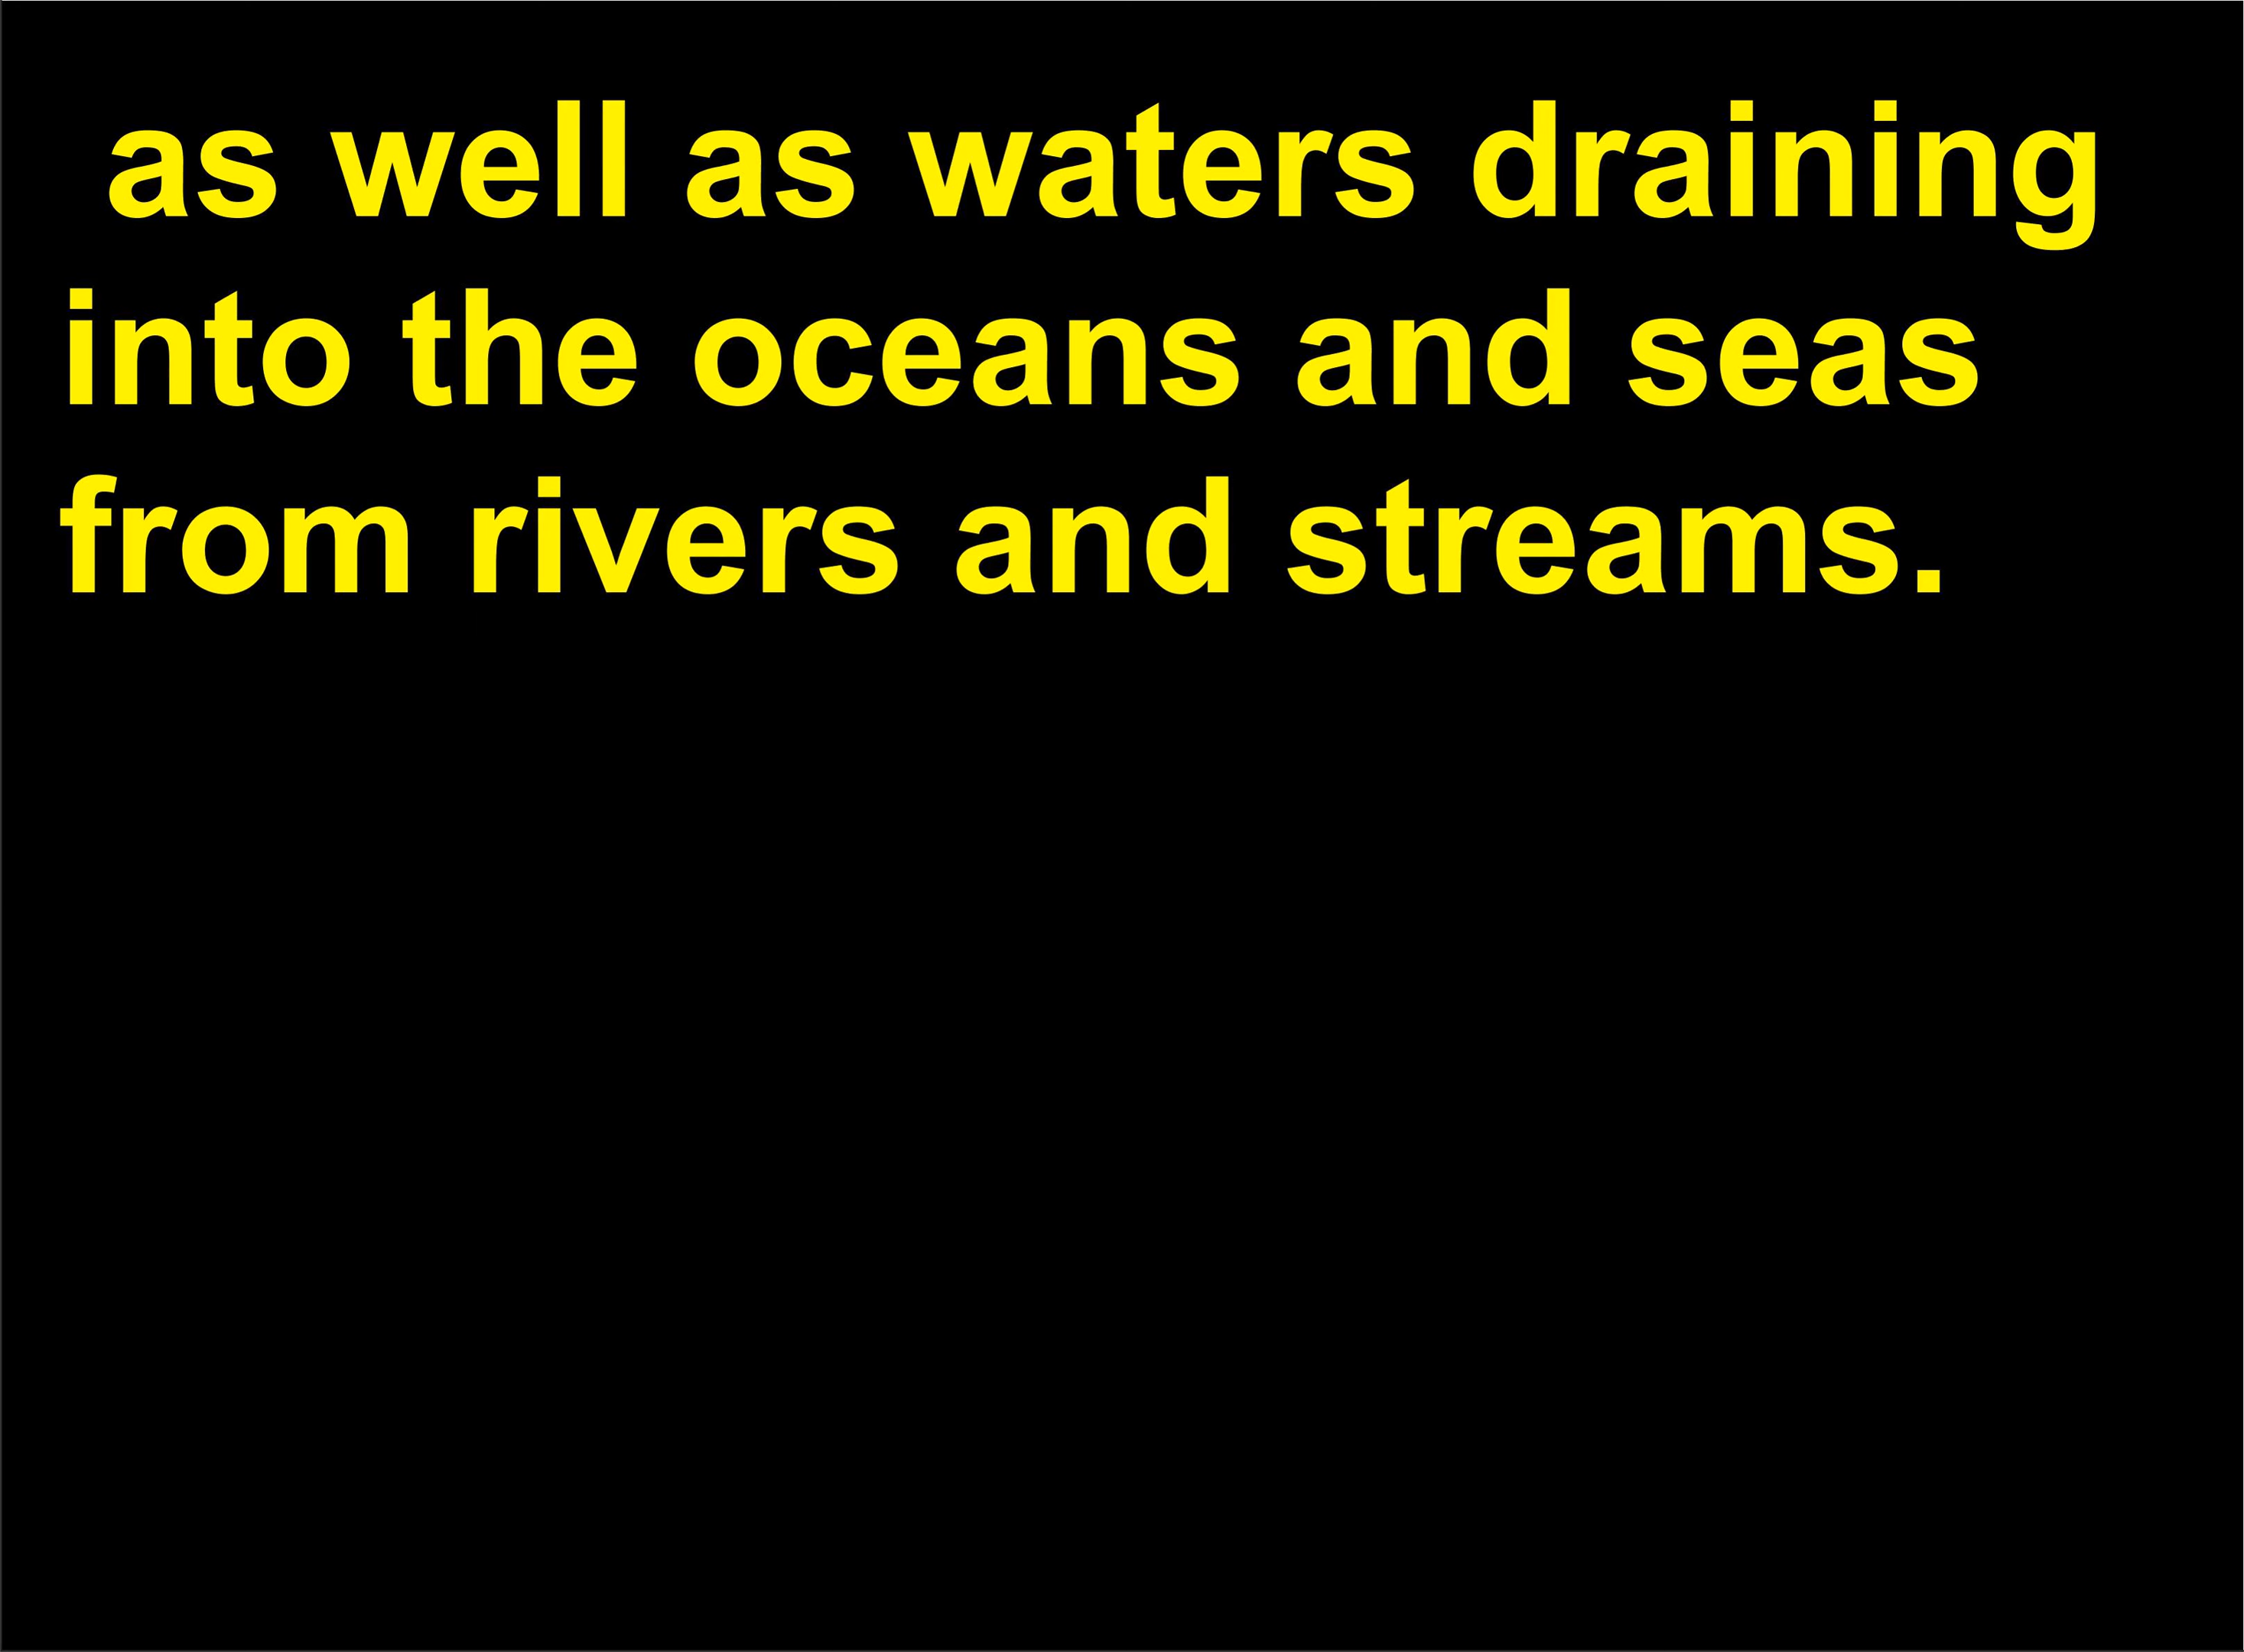 as well as waters draining
into the oceans and seas
from rivers and streams.